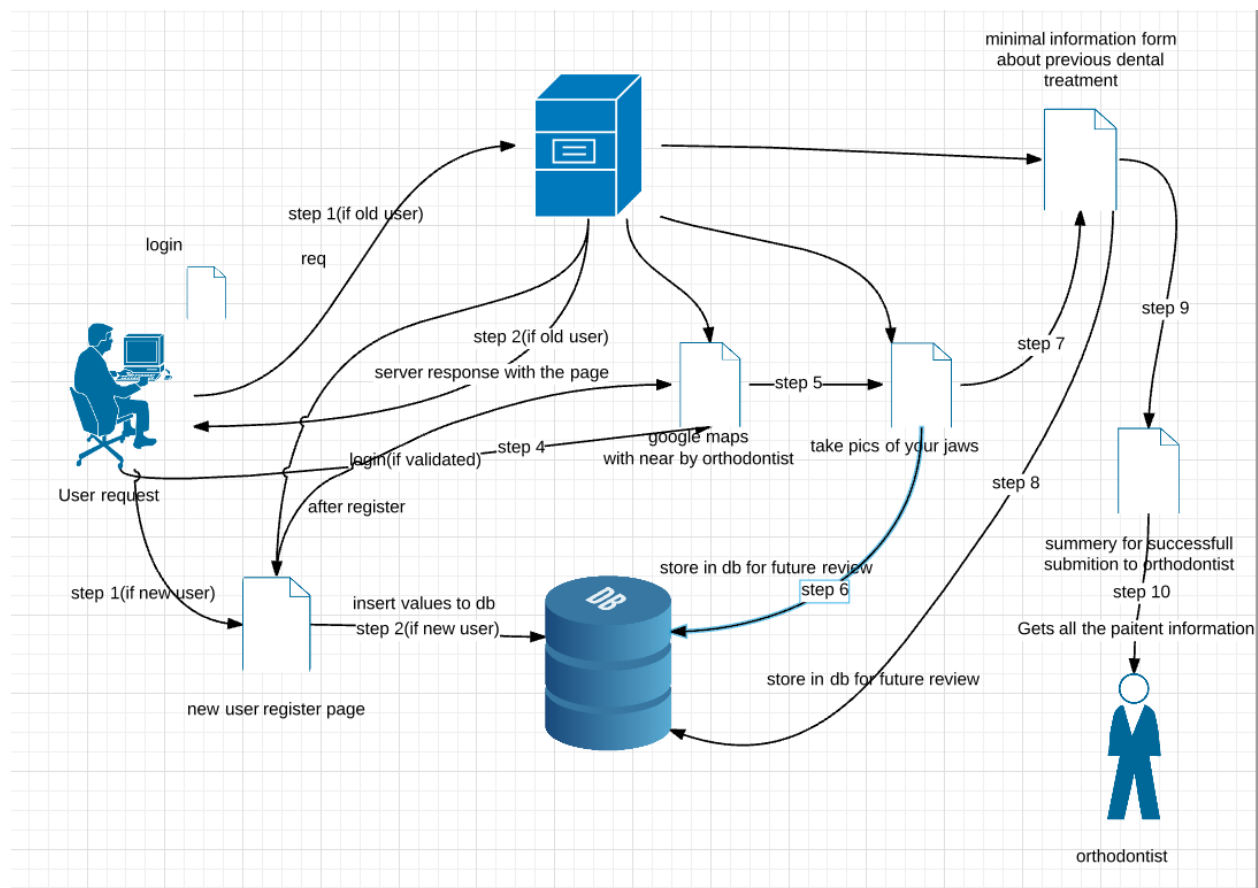 minimal information form
about previous dental
treatment
step 1(if old user)
login
req
step 9
step 2(if old user)
step 7
server response with the page
step 5
google maps
with near by orthodontist
take pics of your jaws
step 4
login(if validated)
step 8
User request
after register
summery for successfull
submition to orthodontist
store in db for future review
step 6
step 10
step 1(if new user)
insert values to db
step 2(if new user)
DB
Gets all the paitent information
store in db for future review
new user register page
orthodontist